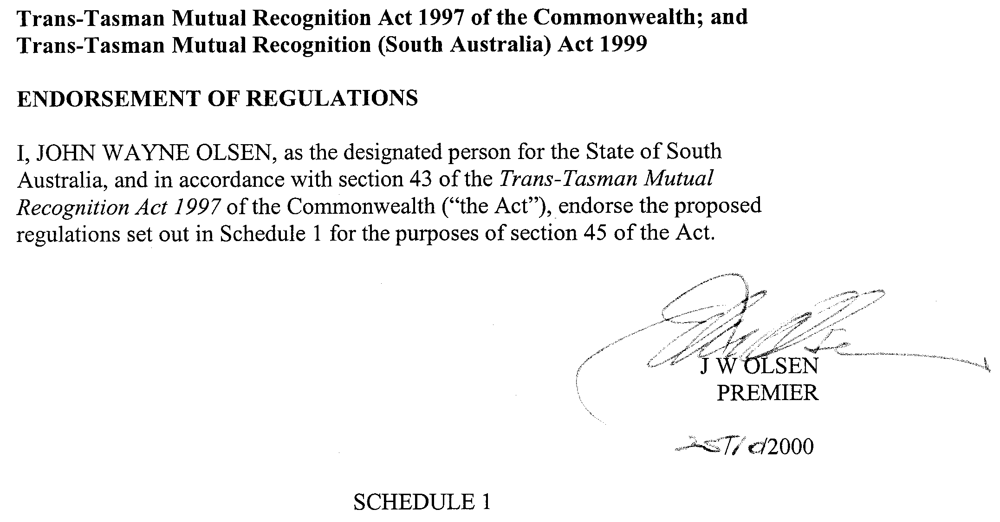 Trans-Tasman Mutual Recognition Act 1997 of the Commonwealth; and
Trans-Tasman Mutual Recognition (South Australia) Act 1999
ENDORSEMENT OF REGULATIONS
I, JOHN WAYNE OLSEN, as the designated person for the State of South
Australia, and in accordance with section 43 of the Trans-Tasman Mutual
Recognition Act 1997 of the Commonwealth (“the Act”), endorse the proposed
regulations set out in Schedule 1 for the purposes of section 45 of the Act.
J W OLSEN
PREMIER
25/10/2000
SCHEDULE 1